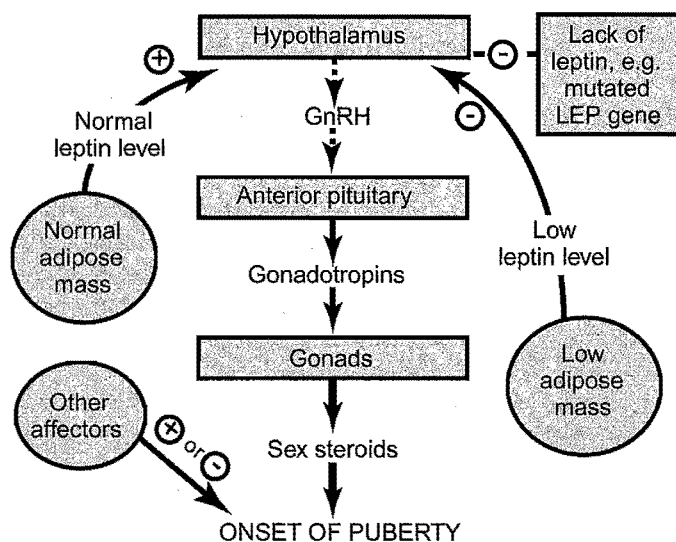 Hypothalamus
Lack of
leptin, e.g.
mutated
LEP gene
+
-
-
Normal
leptin level
GnRH
Anterior pituitary
Normal
adipose
mass
Low
leptin level
Gonadotropins
Gonads
Low
adipose
mass
Other
affectors
+ or -
Sex steroids
ONSET OF PUBERTY